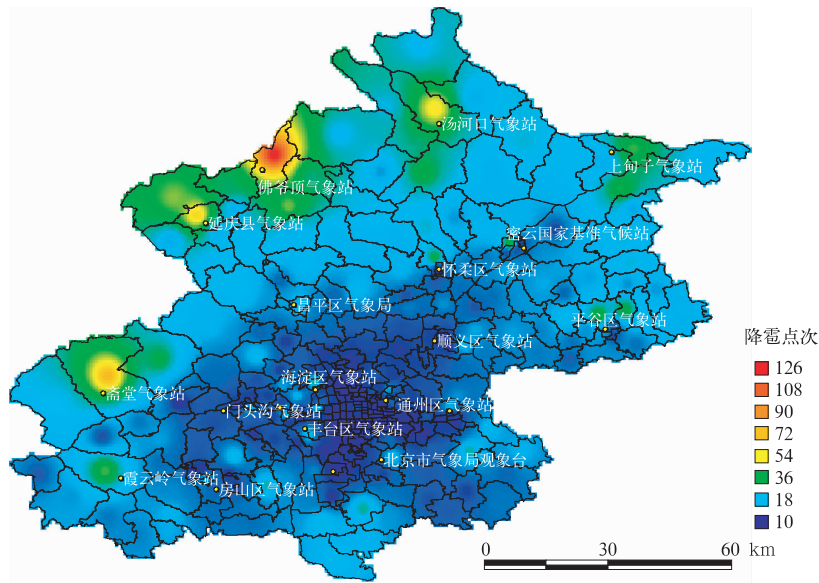 汤河口气象站
上甸子气象站
佛爷顶气象站
延庆县气象站
密云国家基准气候站
怀柔区气象站
昌平区气象局
平谷区气象站
顺义区气象站
海淀区气象站
斋堂气象站
门头沟气象站
通州区气象站
丰台区气象站
北京市气象局观象台
霞云岭气象站
房山区气象站
降雹点次
126
108
90
72
54
36
18
10
0 30 60 km